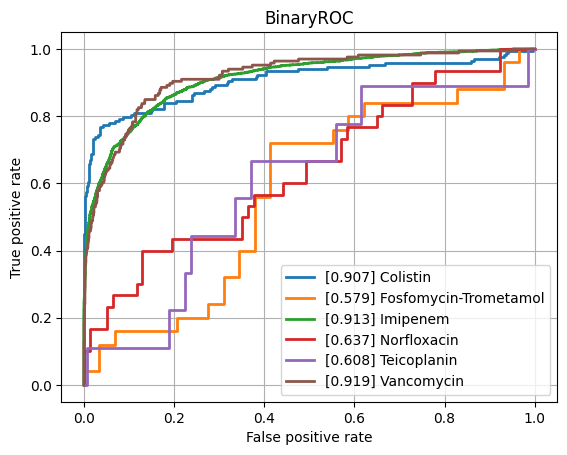 BinaryROC
True positive rate
1.0
0.8
0.6
0.4
0.2
0.0
[0.907] Colistin
[0.579] Fosfomycin-Trometamol
[0.913] Imipenem
[0.637] Norfloxacin
[0.608] Teicoplanin
[0.919] Vancomycin
0.0 0.2 0.4 0.6 0.8 1.0
False positive rate